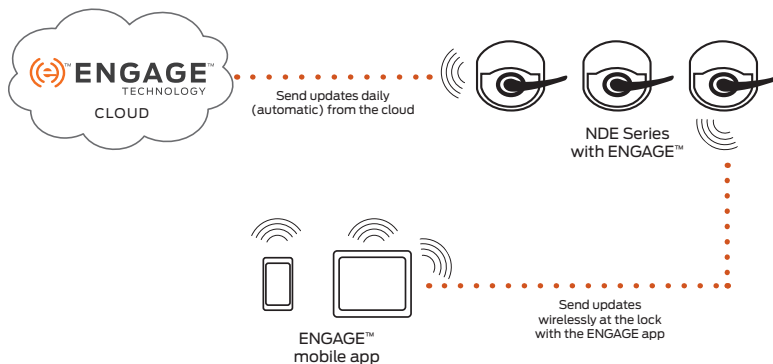 ENGAGE™
TECHNOLOGY
CLOUD
Send updates daily
(automatic) from the cloud
NDE Series
with ENGAGE™
ENGAGE™
mobile app
Send updates
wirelessly at the lock
with the ENGAGE app